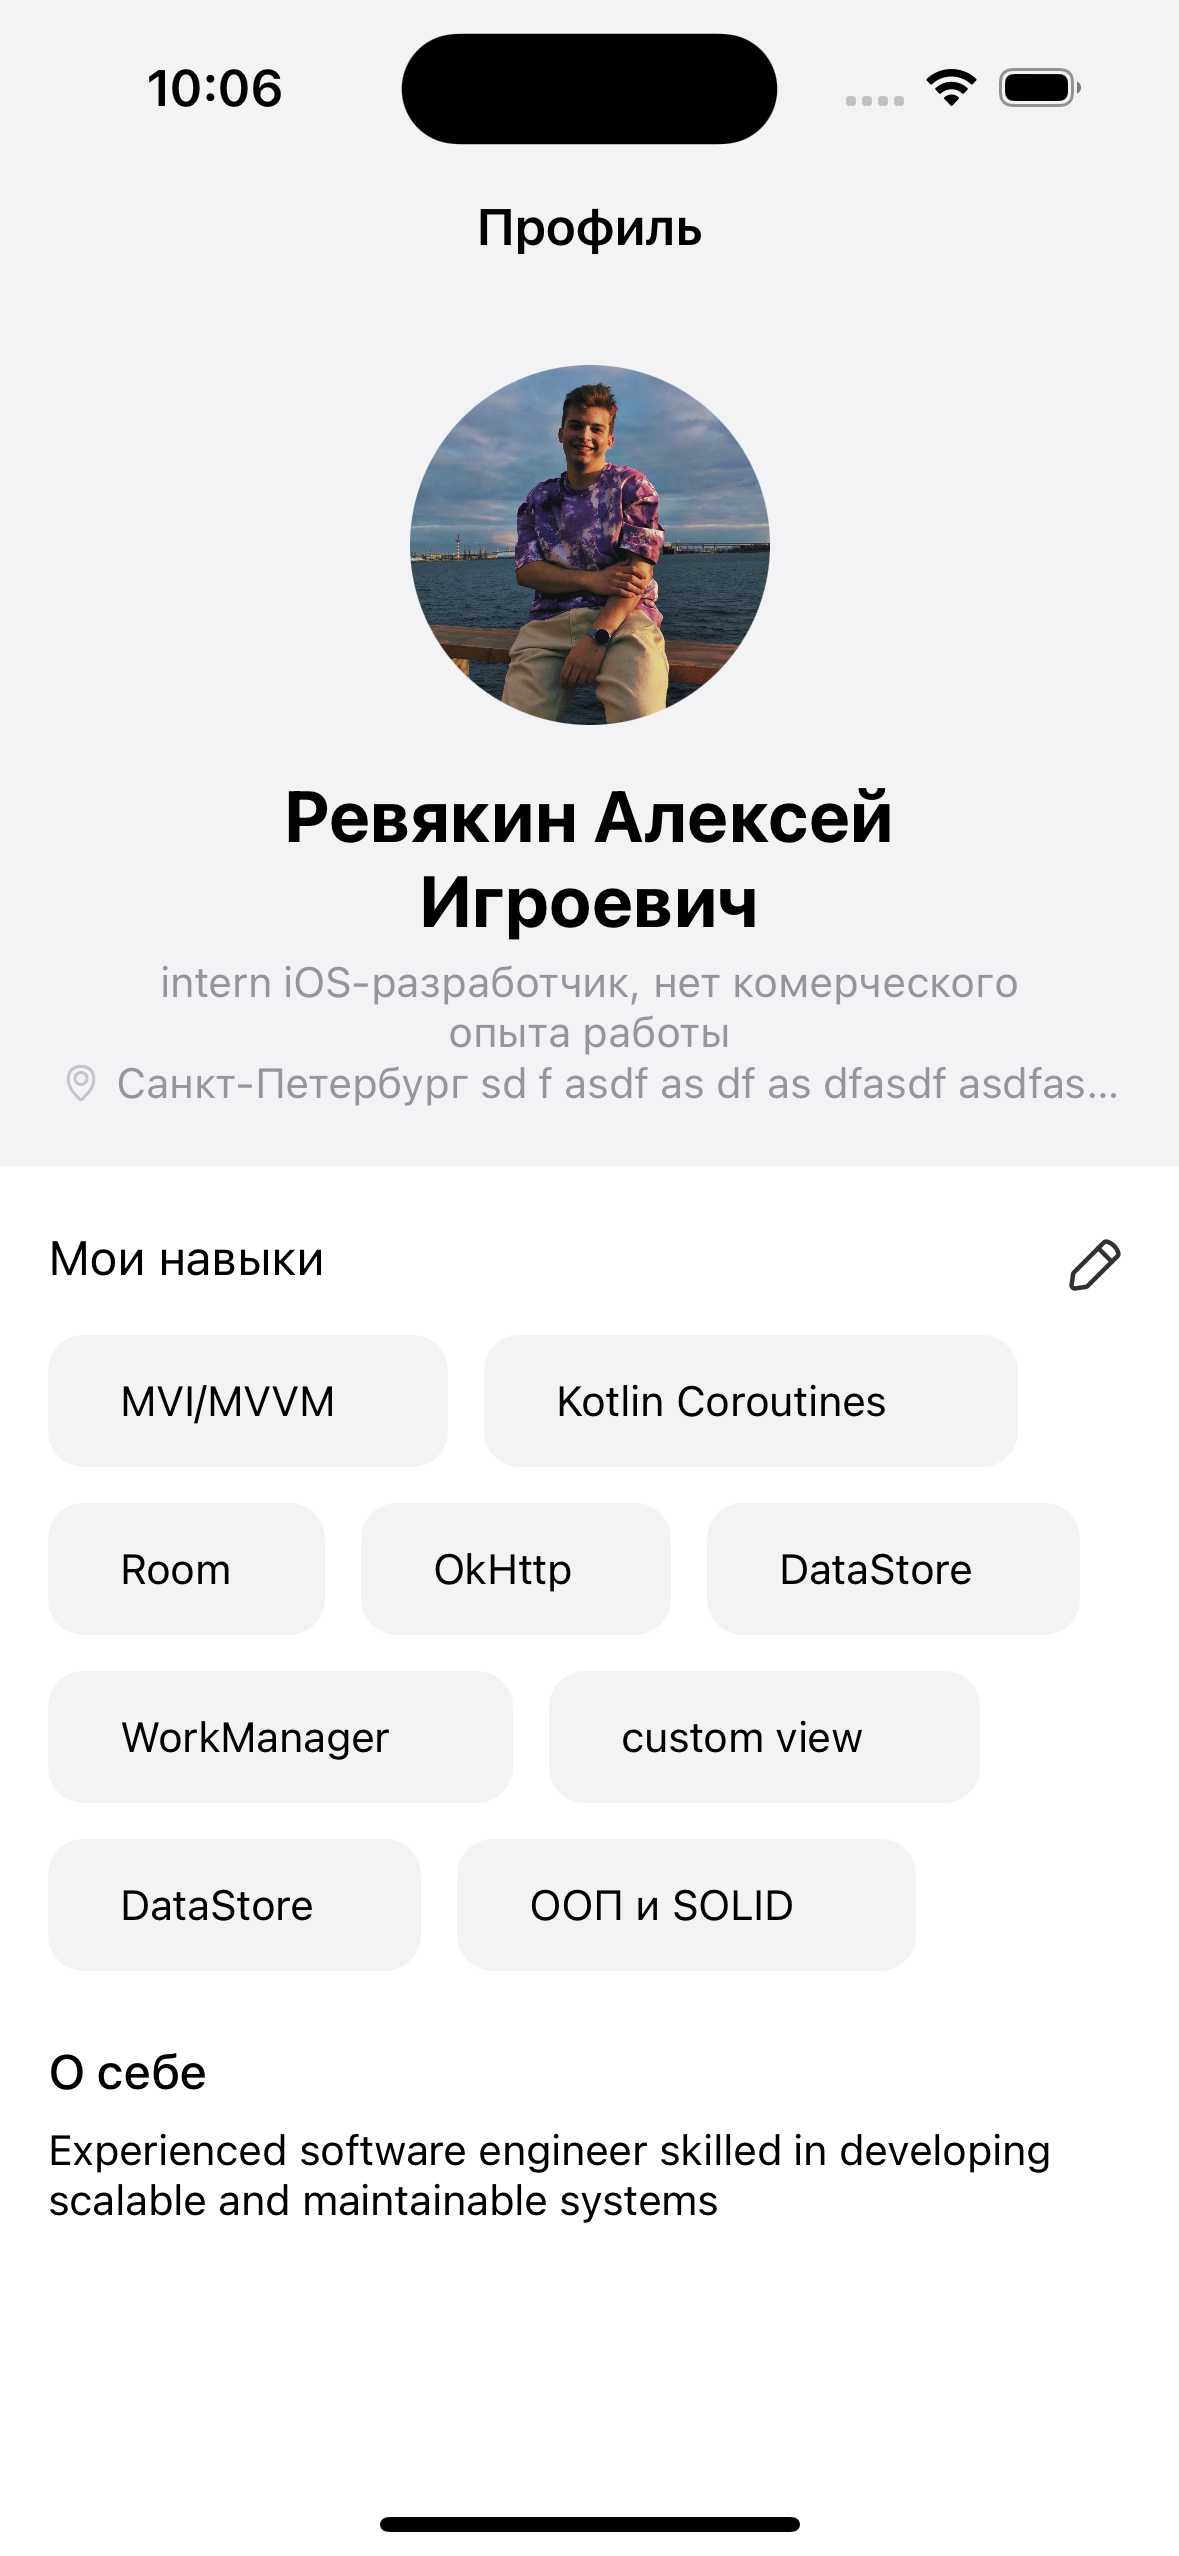 10:06
Профиль
Ревякин Алексей
Игроевич
intern iOS-разработчик, нет комерческого
опыта работы
Санкт-Петербург sd f asdf as df as dfasdf asdfas...
Мои навыки
MVI/MVVM
Kotlin Coroutines
Room
OkHttp
DataStore
WorkManager
custom view
DataStore
ООП и SOLID
О себе
Experienced software engineer skilled in developing
scalable and maintainable systems